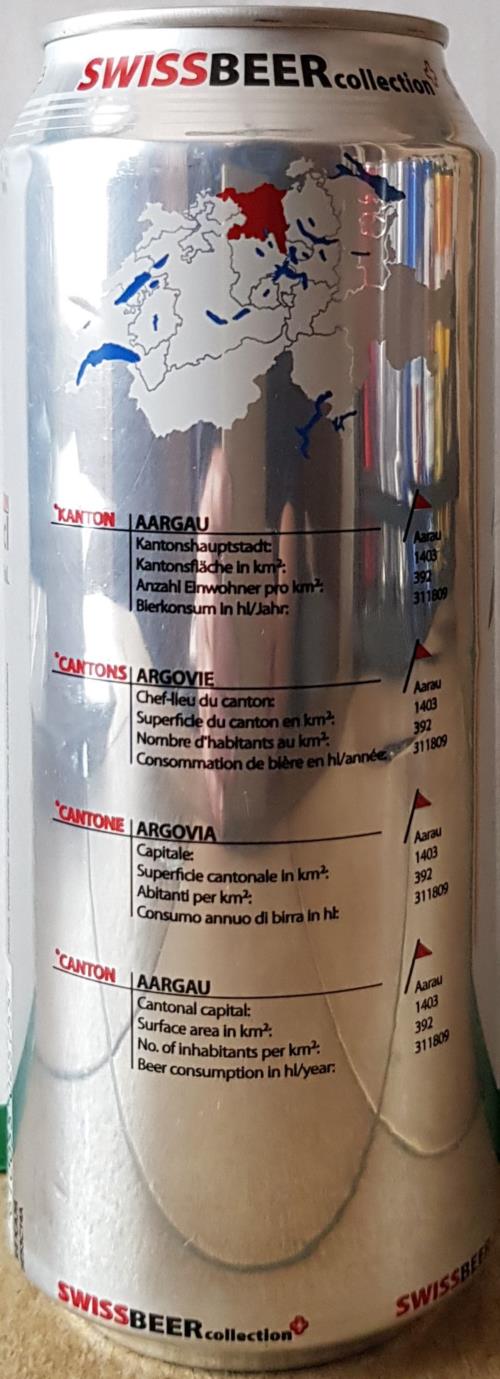 SWISSBEER collection
*KANTON AARGAU
Kantonshauptstadt: Aarau
Kantonsfläche in km²: 1403
Anzahl Einwohner pro km²: 392
Bierkonsum in hl/Jahr: 311809
*CANTONS ARGOVIE
Chef-lieu du canton: Aarau
Superficie du canton en km²: 1403
Nombre d'habitants au km²: 392
Consommation de bière en hl/année: 311809
*CANTONE ARGOVIA
Capitale: Aarau
Superficie cantonale in km²: 1403
Abitanti per km²: 392
Consumo annuo di birra in hl: 311809
*CANTON AARGAU
Cantonal capital: Aarau
Surface area in km²: 1403
No. of inhabitants per km²: 392
Beer consumption in hl/year: 311809
SWISSBEER collection
SWISSBEE